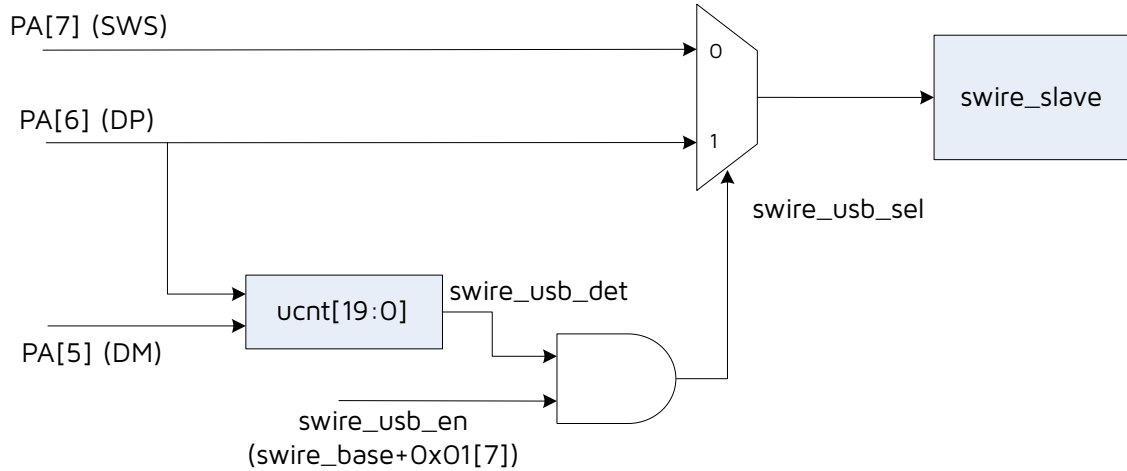 PA[7] (SWS)
0
swire_slave
PA[6] (DP)
1
swire_usb_sel
swire_usb_det
ucnt[19:0]
PA[5] (DM)
swire_usb_en
(swire_base+0x01[7])